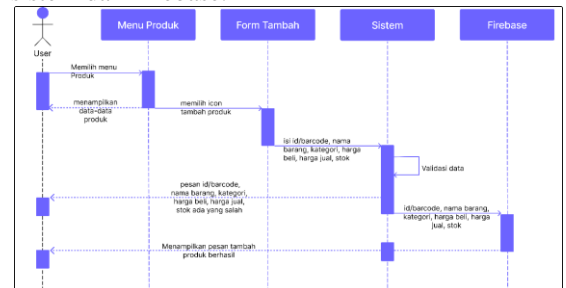 Menu Produk
Form Tambah
Sistem
Firebase
User
Memilih menu
Produk
menampilkan
data-data
produk
memilih icon
tambah produk
isi id/barcode, nama
barang, kategori, harga
beli, harga jual, stok
Validasi data
pesan id/barcode,
nama barang, kategori,
harga beli, harga jual,
stok ada yang salah
id/barcode, nama barang,
kategori, harga beli, harga
jual, stok
Menampilkan pesan tambah
produk berhasil